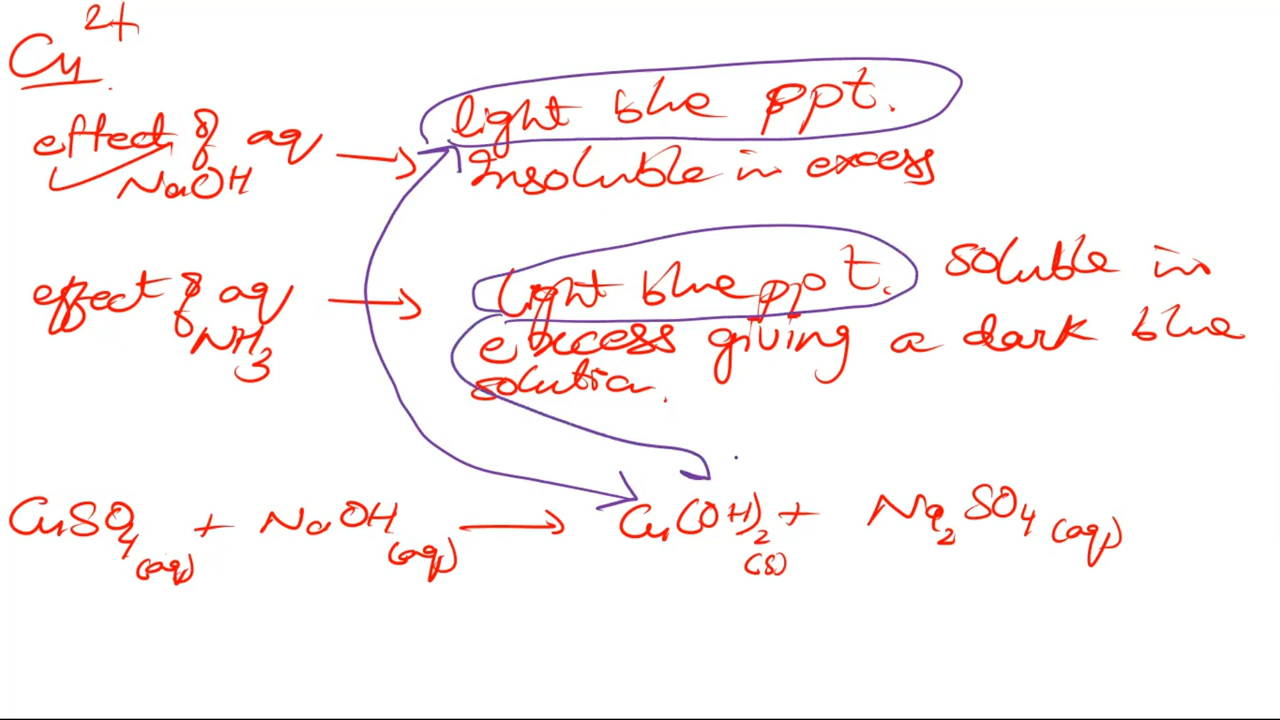 Cu2+
effect of aq NaOH → light blue ppt.
Insoluble in excess
effect of aq NH3 → light blue ppt. soluble in
excess giving a dark blue
solution.
CuSO4(aq) + NaOH(aq) → Cu(OH)2(s) + Na2SO4(aq)